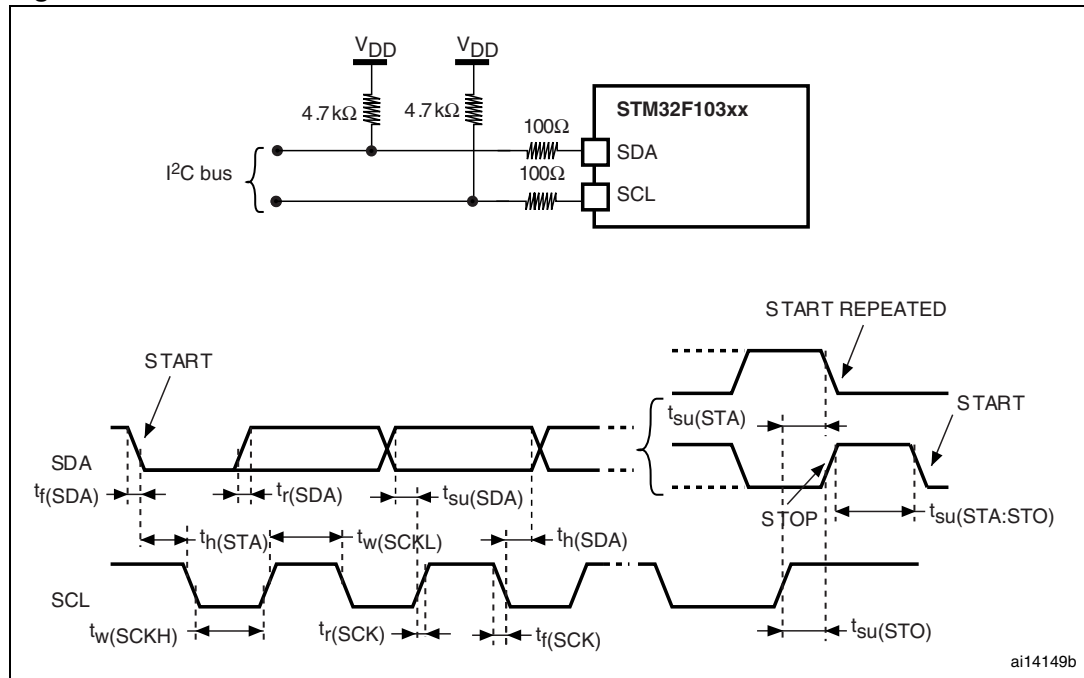 VDD VDD
4.7kΩ 4.7kΩ
STM32F103xx
100Ω
SDA
I²C bus
100Ω
SCL
START REPEATED
START
START
tsu(STA)
SDA
tf(SDA)
tr(SDA)
tsu(SDA)
STOP
tsu(STA:STO)
th(STA)
tw(SCKL)
th(SDA)
SCL
tw(SCKH)
tr(SCK)
tf(SCK)
tsu(STO)
ai14149b